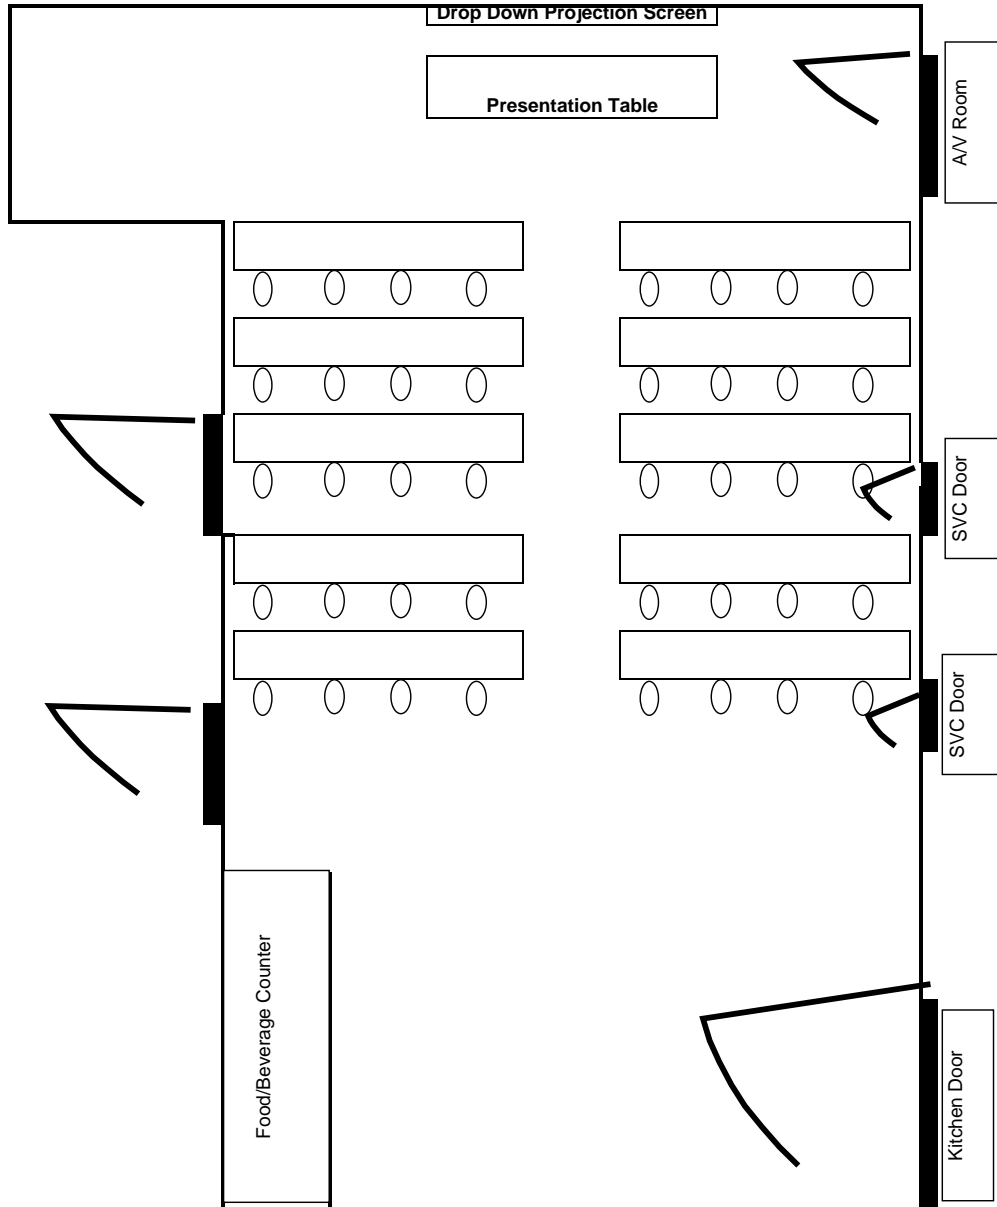 Drop Down Projection Screen
Presentation Table
A/V Room
SVC Door
SVC Door
Food/Beverage Counter
Kitchen Door